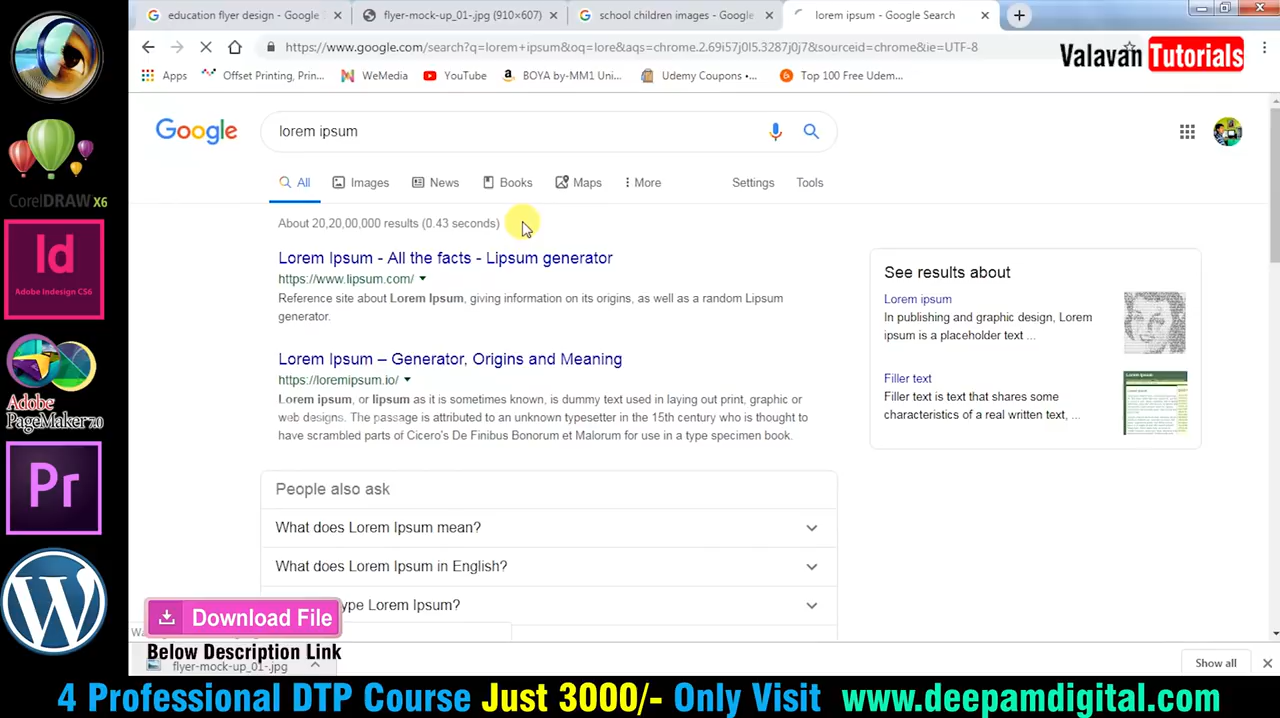 education flyer design - Google
flyer-mock-up_01-.jpg (910×607)
school children images - Google
lorem ipsum - Google Search
https://www.google.com/search?q=lorem+ipsum&oq=lore&aqs=chrome.2.69i57j0l5.3287j0j7&sourceid=chrome&ie=UTF-8
Valavan Tutorials
Apps
Offset Printing, Prin...
WeMedia
YouTube
BOYA by-MM1 Uni...
Udemy Coupons •...
Top 100 Free Udem...
Google
lorem ipsum
All
Images
News
Books
Maps
More
Settings
Tools
About 20,20,00,000 results (0.43 seconds)
Lorem Ipsum - All the facts - Lipsum generator
https://www.lipsum.com/
Reference site about Lorem Ipsum, giving information on its origins, as well as a random Lipsum
generator.
Lorem Ipsum – Generator, Origins and Meaning
https://loremipsum.io/
Lorem ipsum, or lipsum as it is sometimes known, is dummy text used in laying out print, graphic or
web designs. The passage is attributed to an unknown typesetter in the 15th century who is thought to
have scrambled parts of Cicero's De Finibus Bonorum et Malorum for use in a type specimen book.
See results about
Lorem ipsum
In publishing and graphic design, Lorem
ipsum is a placeholder text ...
Filler text
Filler text is text that shares some
characteristics of a real written text, ...
People also ask
What does Lorem Ipsum mean?
What does Lorem Ipsum in English?
type Lorem Ipsum?
CorelDRAW X6
Id
Adobe Indesign CS6
Adobe
PageMaker 7.0
Pr
W
Download File
Below Description Link
flyer-mock-up_01-.jpg
Show all
4 Professional DTP Course Just 3000/- Only Visit www.deepamdigital.com